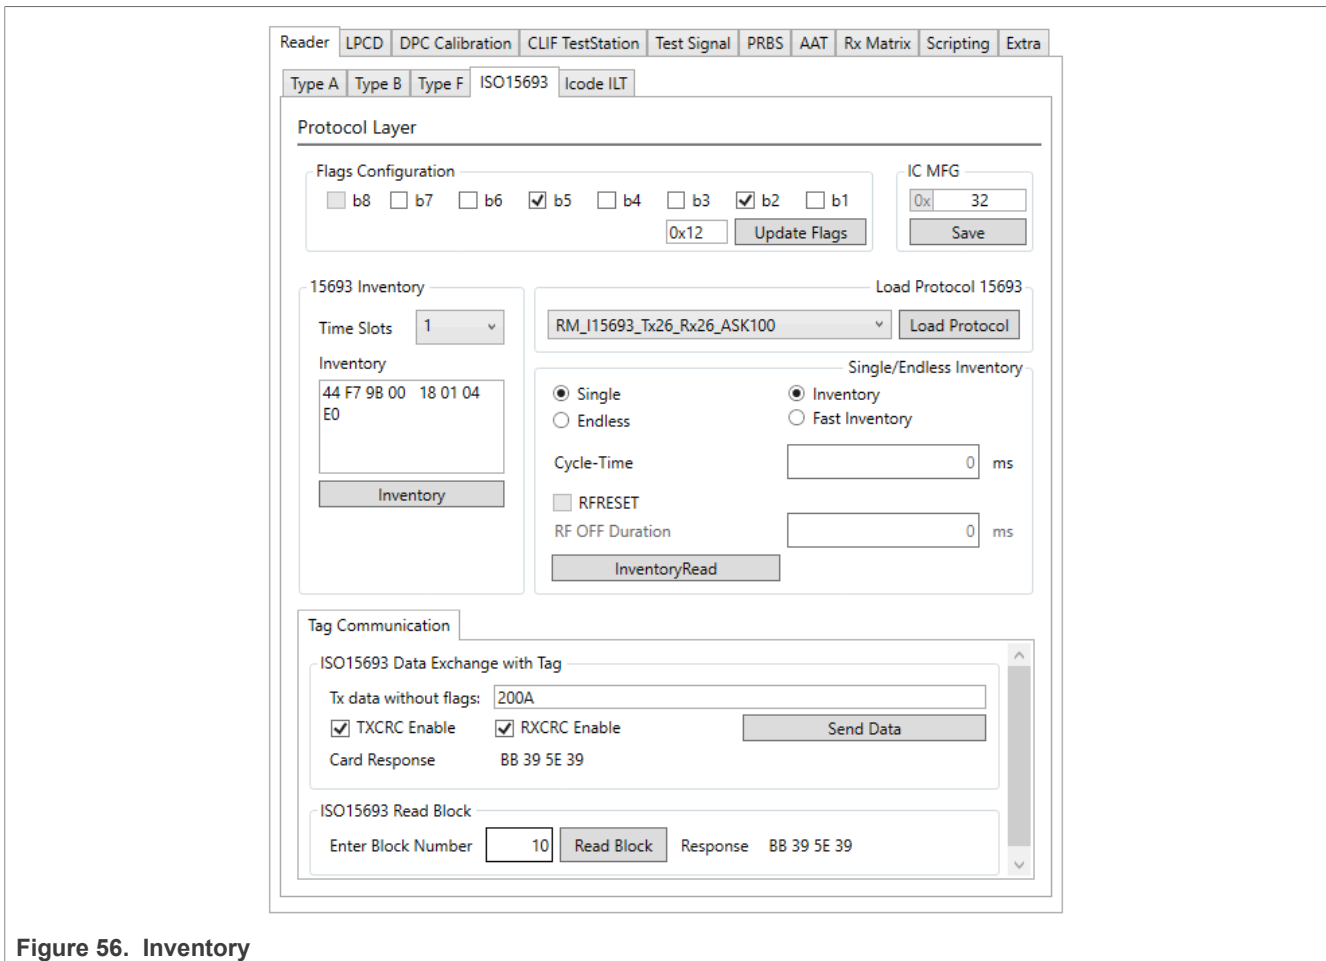 Reader LPCD DPC Calibration CLIF TestStation Test Signal PRBS AAT Rx Matrix Scripting Extra
Type A Type B Type F ISO15693 Icode ILT
Protocol Layer
Flags Configuration
b8 b7 b6 b5 b4 b3 b2 b1
0x12 Update Flags
IC MFG
0x 32
Save
15693 Inventory
Time Slots 1
Inventory
44 F7 9B 00 18 01 04
E0
Inventory
Load Protocol 15693
RM_I15693_Tx26_Rx26_ASK100 Load Protocol
Single/Endless Inventory
Single Inventory
Endless Fast Inventory
Cycle-Time 0 ms
RFRESET
RF OFF Duration 0 ms
InventoryRead
Tag Communication
ISO15693 Data Exchange with Tag
Tx data without flags: 200A
TXCRC Enable RXCRC Enable Send Data
Card Response BB 39 5E 39
ISO15693 Read Block
Enter Block Number 10 Read Block Response BB 39 5E 39
Figure 56. Inventory